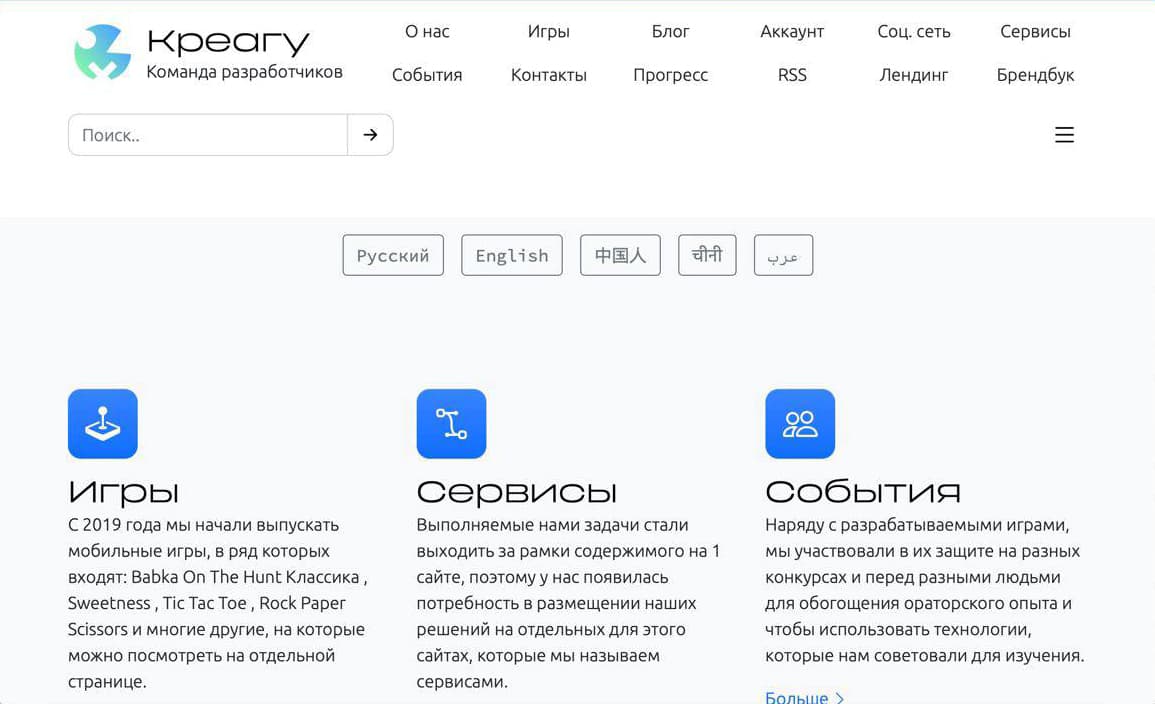 Креагу
Команда разработчиков
О нас Игры Блог Аккаунт Соц. сеть Сервисы
События Контакты Прогресс RSS Лендинг Брендбук
Поиск..
Русский English 中国人 चीनी عرب
Игры
С 2019 года мы начали выпускать
мобильные игры, в ряд которых
входят: Babka On The Hunt Классика ,
Sweetness , Tic Tac Toe , Rock Paper
Scissors и многие другие, на которые
можно посмотреть на отдельной
странице.
Сервисы
Выполняемые нами задачи стали
выходить за рамки содержимого на 1
сайте, поэтому у нас появилась
потребность в размещении наших
решений на отдельных для этого
сайтах, которые мы называем
сервисами.
События
Наряду с разрабатываемыми играми,
мы участвовали в их защите на разных
конкурсах и перед разными людьми
для обогощения ораторского опыта и
чтобы использовать технологии,
которые нам советовали для изучения.
Больше